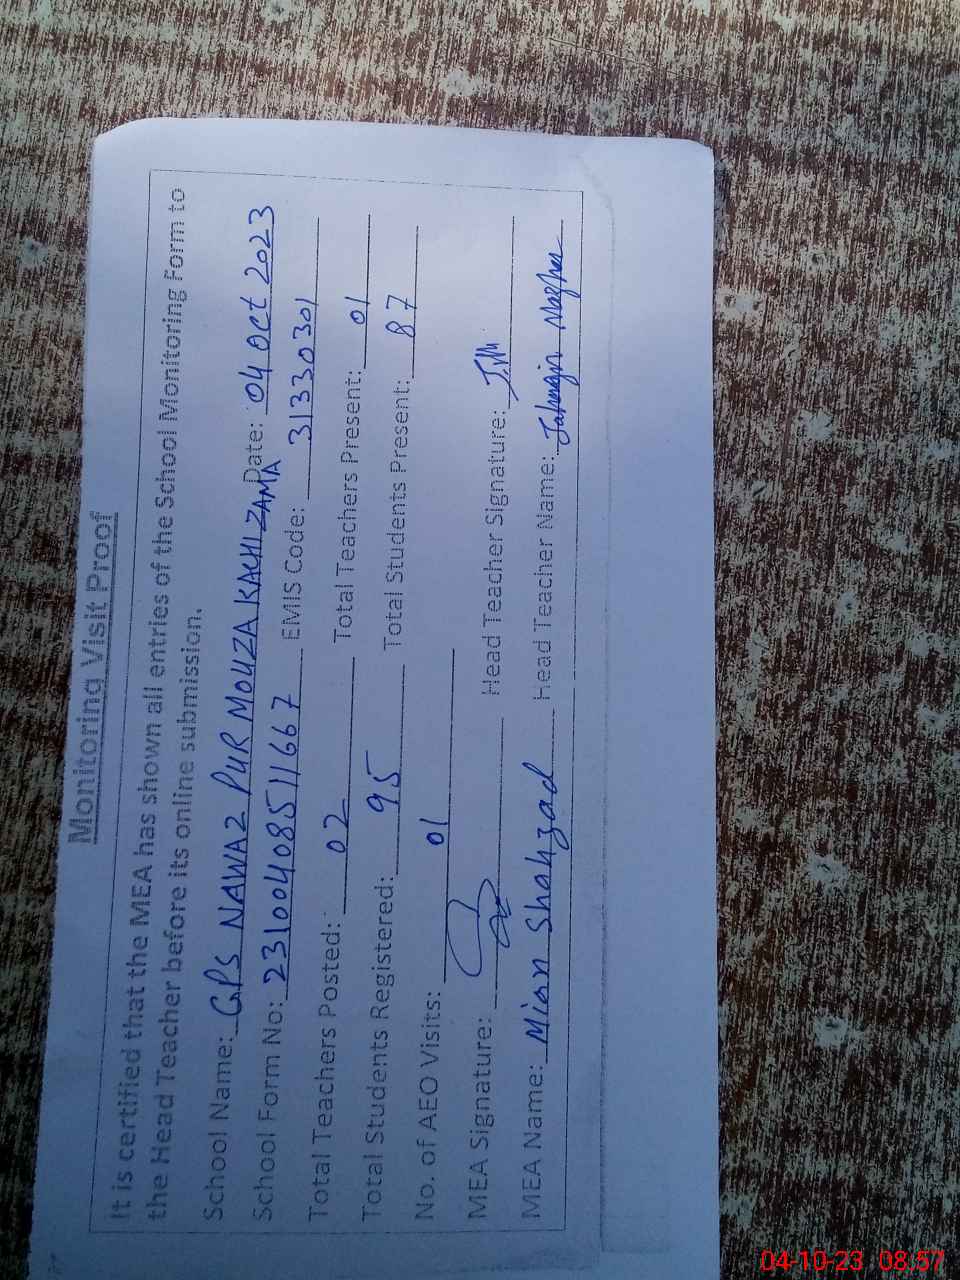 Monitoring Visit Proof
It is certified that the MEA has shown all entries of the School Monitoring Form to
the Head Teacher before its online submission.
School Name: GPS NAWAZ PUR MOUZA KACHI ZAMA Date: 04 Oct 2023
School Form No: 23100408511667 EMIS Code: 31330301
Total Teachers Posted: 02 Total Teachers Present: 01
Total Students Registered: 95 Total Students Present: 87
No. of AEO Visits: 01
MEA Signature: Head Teacher Signature:
MEA Name: Mian Shahzad Head Teacher Name: Jahangir
04-10-23 08:57